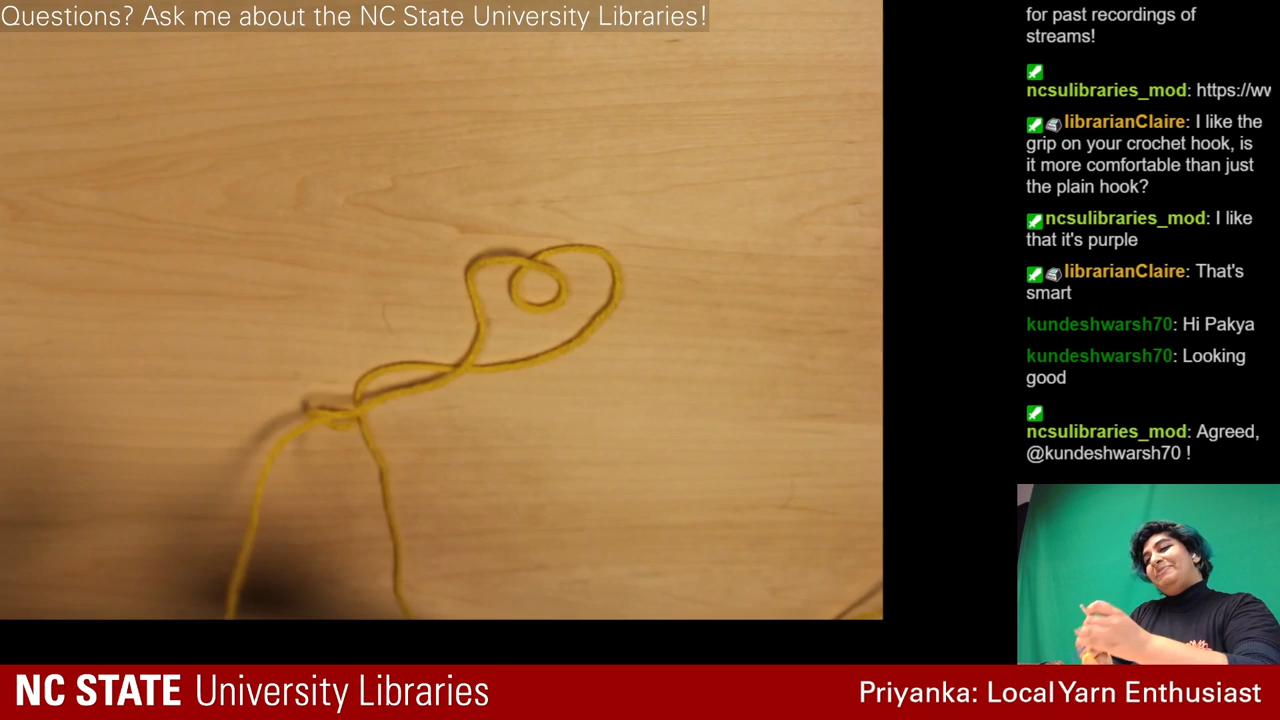 Questions? Ask me about the NC State University Libraries!
for past recordings of
streams!
ncsulibraries_mod: https://ww
librarianClaire: I like the
grip on your crochet hook, is
it more comfortable than just
the plain hook?
ncsulibraries_mod: I like
that it's purple
librarianClaire: That's
smart
kundeshwarsh70: Hi Pakya
kundeshwarsh70: Looking
good
ncsulibraries_mod: Agreed,
@kundeshwarsh70 !
NC STATE University Libraries
Priyanka: Local Yarn Enthusiast